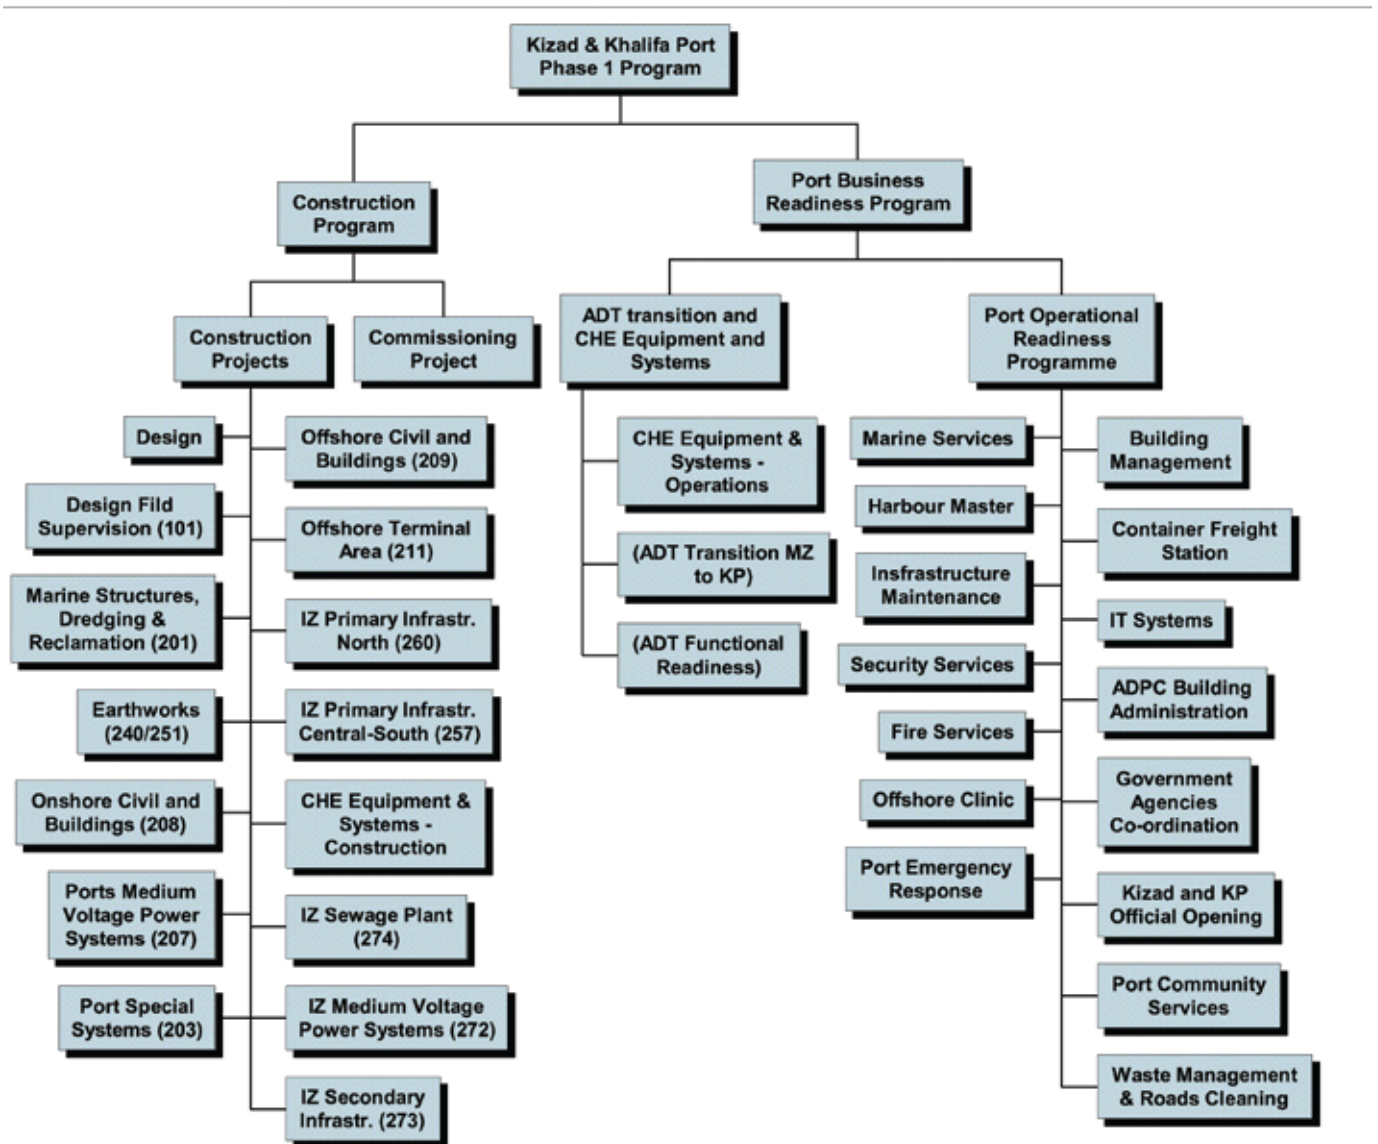 Kizad & Khalifa Port
Phase 1 Program
Construction
Program
Port Business
Readiness Program
Construction
Projects
Commissioning
Project
ADT transition and
CHE Equipment and
Systems
Port Operational
Readiness
Programme
Design
Design Fild
Supervision (101)
Marine Structures,
Dredging &
Reclamation (201)
Earthworks
(240/251)
Onshore Civil and
Buildings (208)
Ports Medium
Voltage Power
Systems (207)
Port Special
Systems (203)
Offshore Civil and
Buildings (209)
Offshore Terminal
Area (211)
IZ Primary Infrastr.
North (260)
IZ Primary Infrastr.
Central-South (257)
CHE Equipment &
Systems -
Construction
IZ Sewage Plant
(274)
IZ Medium Voltage
Power Systems (272)
IZ Secondary
Infrastr. (273)
CHE Equipment &
Systems -
Operations
(ADT Transition MZ
to KP)
(ADT Functional
Readiness)
Marine Services
Harbour Master
Insfrastructure
Maintenance
Security Services
Fire Services
Offshore Clinic
Port Emergency
Response
Building
Management
Container Freight
Station
IT Systems
ADPC Building
Administration
Government
Agencies
Co-ordination
Kizad and KP
Official Opening
Port Community
Services
Waste Management
& Roads Cleaning